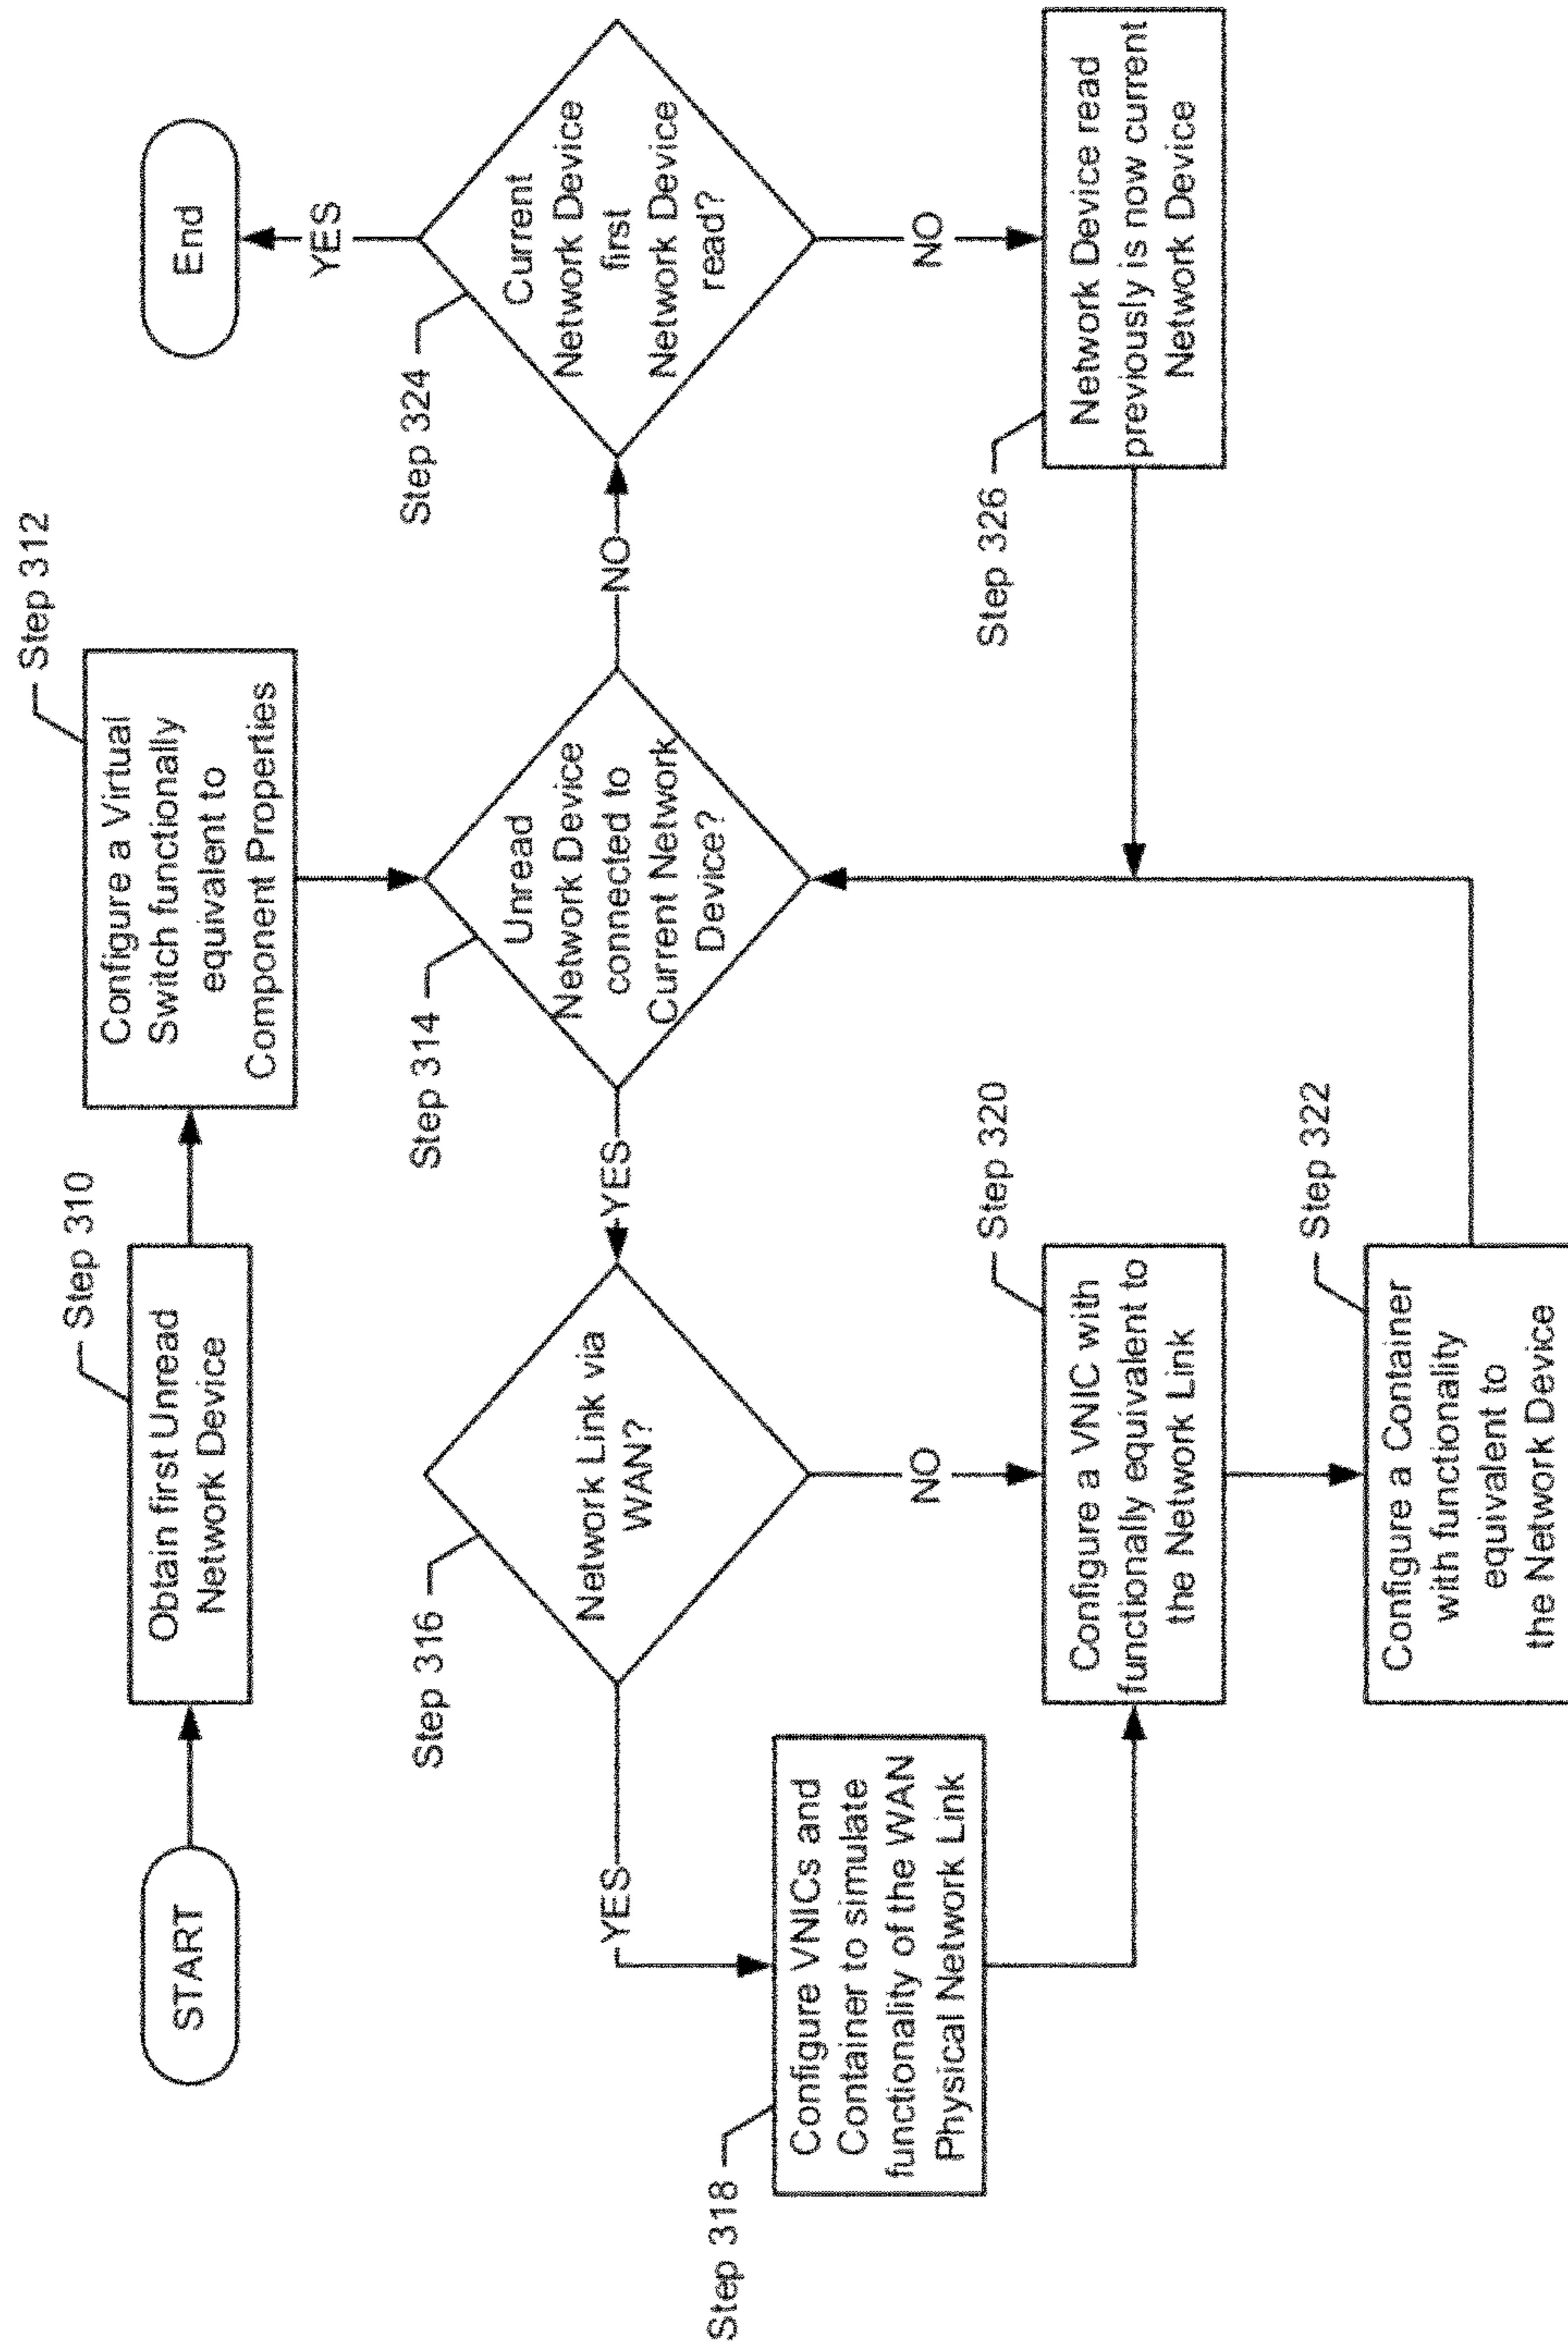 START
Step 310
Obtain first Unread
Network Device
Step 312
Configure a Virtual
Switch functionally
equivalent to
Component Properties
End
YES
Step 314
Unread
Network Device
connected to
Current Network
Device?
NO
Step 324
Current
Network Device
first
Network Device
read?
NO
YES
Step 316
Network Link via
WAN?
YES
NO
Step 318
Configure VNICs and
Container to simulate
functionality of the WAN
Physical Network Link
Step 320
Configure a VNIC with
functionally equivalent to
the Network Link
Step 326
Network Device read
previously is now current
Network Device
Step 322
Configure a Container
with functionality
equivalent to
the Network Device